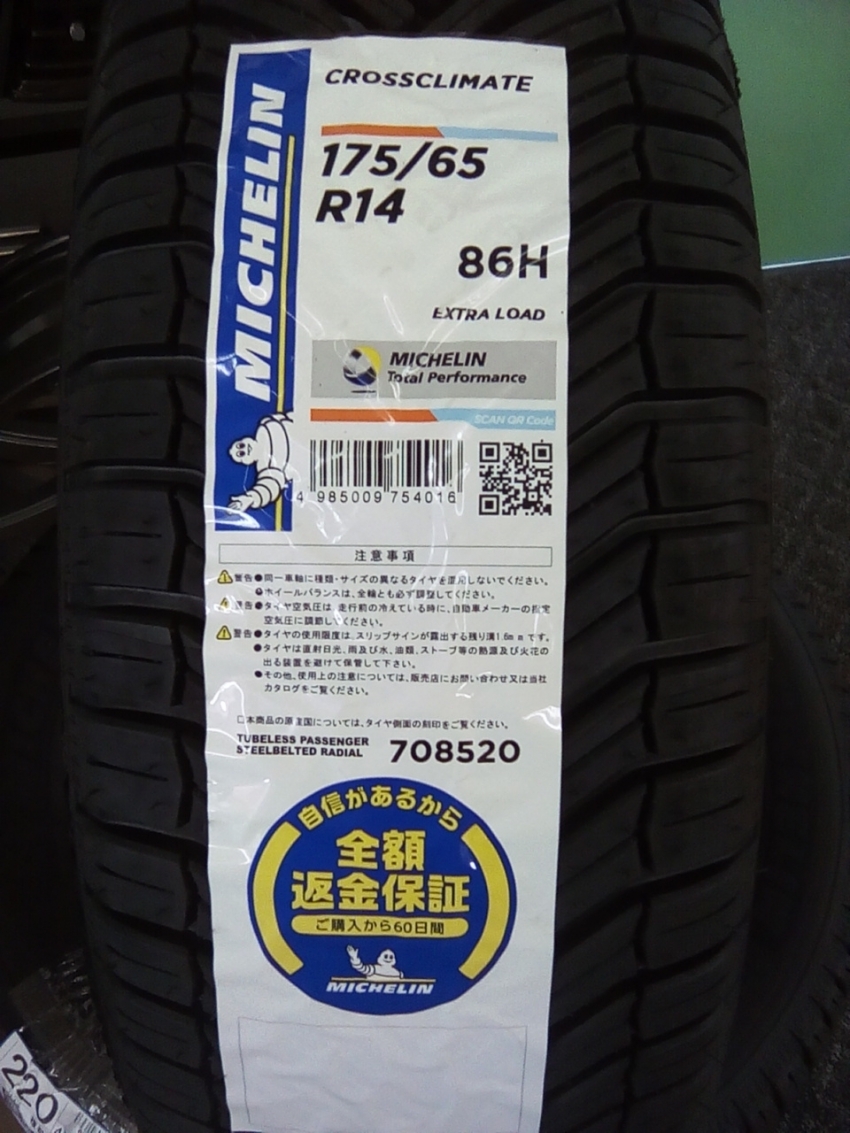 MICHELIN
CROSSCLIMATE
175/65
R14
86H
EXTRA LOAD
MICHELIN
Total Performance
SCAN QR Code
4 985009 754016
注意事項
警告●同一車軸に種類・サイズの異なるタイヤを混用しないでください。
●ホイールバランスは、全輪とも必ず調整してください。
警告●タイヤ空気圧は、走行前の冷えている時に、自動車メーカーの指定
空気圧に調節してください。
警告●タイヤの使用限度は、スリップサインが露出する残り溝1.6mmです。
●タイヤは直射日光、雨及び水、油類、ストーブ等の熱源及び火花の
出る装置を避けて保管して下さい。
●その他、使用上の注意については、販売店にお問い合わせ又は当社
カタログをご覧ください。
□本商品の原産国については、タイヤ側面の刻印をご覧ください。
TUBELESS PASSENGER
STEELBELTED RADIAL
708520
自信があるから
全額
返金保証
ご購入から60日間
MICHELIN
220